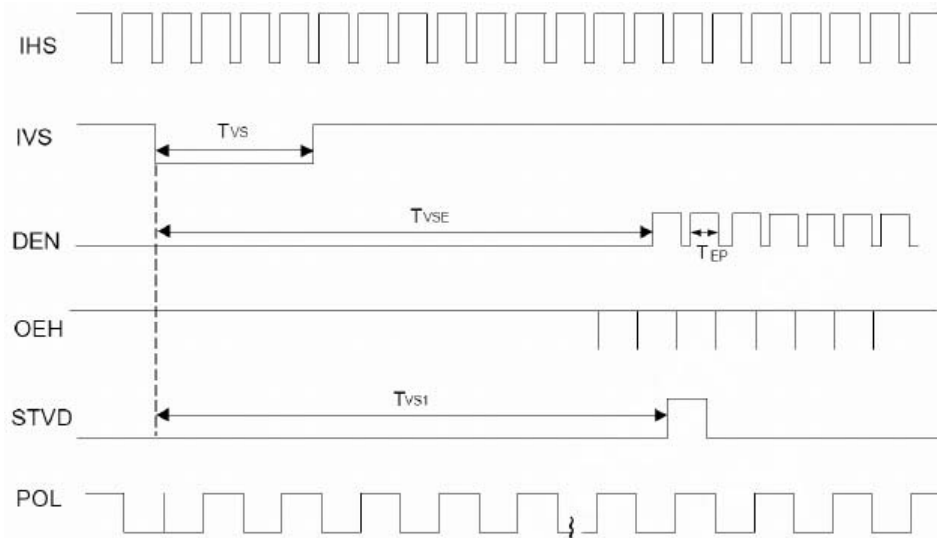 IHS
IVS
TVS
TVSE
DEN
TEP
OEH
TVS1
STVD
POL